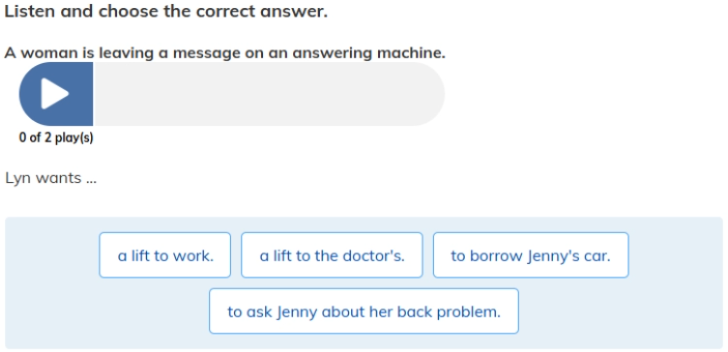 Listen and choose the correct answer.
A woman is leaving a message on an answering machine.
0 of 2 play(s)
Lyn wants ...
a lift to work.
a lift to the doctor's.
to borrow Jenny's car.
to ask Jenny about her back problem.